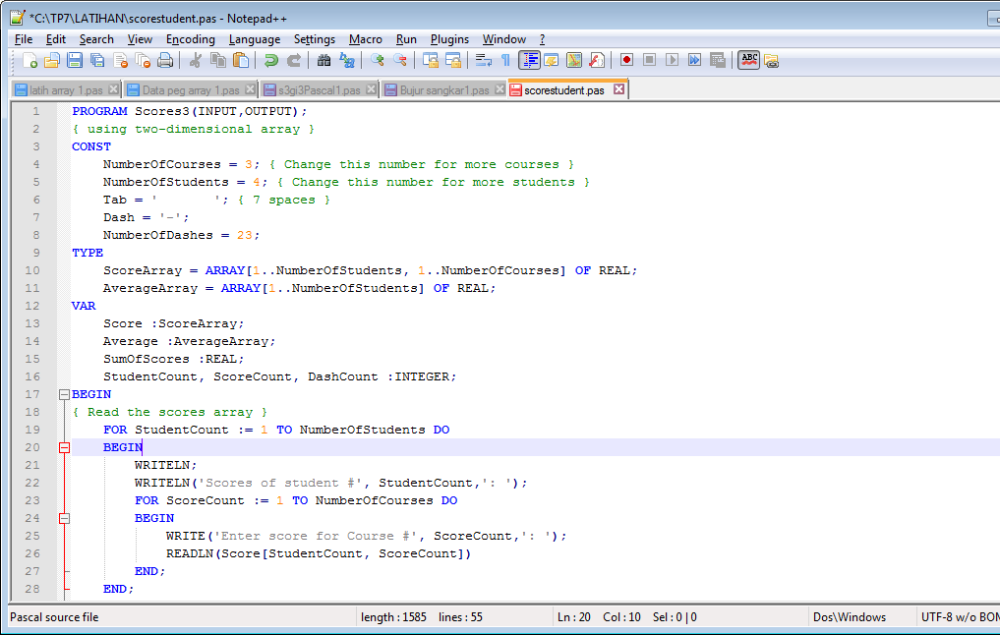 *C:\TP7\LATIHAN\scorestudent.pas - Notepad++
File Edit Search View Encoding Language Settings Macro Run Plugins Window ?
ABC
latih array 1.pas Data peg array 1.pas s3gi3Pascal1.pas Bujur sangkar1.pas scorestudent.pas
1 PROGRAM Scores3(INPUT,OUTPUT);
2 { using two-dimensional array }
3 CONST
4 NumberOfCourses = 3; { Change this number for more courses }
5 NumberOfStudents = 4; { Change this number for more students }
6 Tab = '       '; { 7 spaces }
7 Dash = '-';
8 NumberOfDashes = 23;
9 TYPE
10 ScoreArray = ARRAY[1..NumberOfStudents, 1..NumberOfCourses] OF REAL;
11 AverageArray = ARRAY[1..NumberOfStudents] OF REAL;
12 VAR
13 Score :ScoreArray;
14 Average :AverageArray;
15 SumOfScores :REAL;
16 StudentCount, ScoreCount, DashCount :INTEGER;
17 BEGIN
18 { Read the scores array }
19 FOR StudentCount := 1 TO NumberOfStudents DO
20 BEGIN
21 WRITELN;
22 WRITELN('Scores of student #', StudentCount,': ');
23 FOR ScoreCount := 1 TO NumberOfCourses DO
24 BEGIN
25 WRITE('Enter score for Course #', ScoreCount,': ');
26 READLN(Score[StudentCount, ScoreCount])
27 END;
28 END;
Pascal source file length : 1585 lines : 55 Ln : 20 Col : 10 Sel : 0 | 0 Dos\Windows UTF-8 w/o BOM